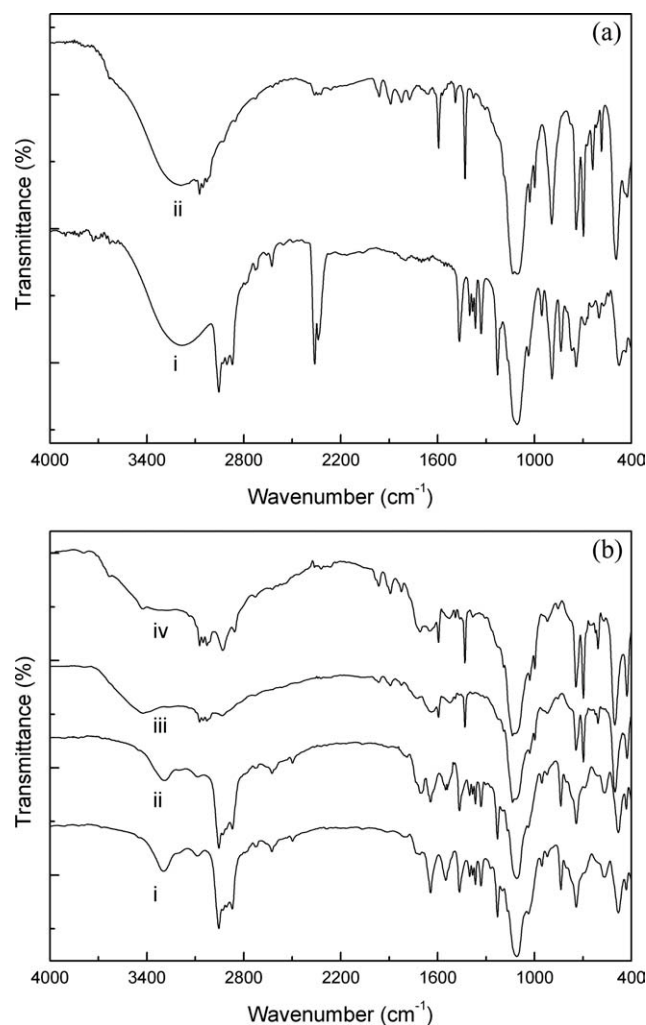 (a)
Transmittance (%)
ii
i
4000 3400 2800 2200 1600 1000 400
Wavenumber (cm⁻¹)
(b)
Transmittance (%)
iv
iii
ii
i
4000 3400 2800 2200 1600 1000 400
Wavenumber (cm⁻¹)